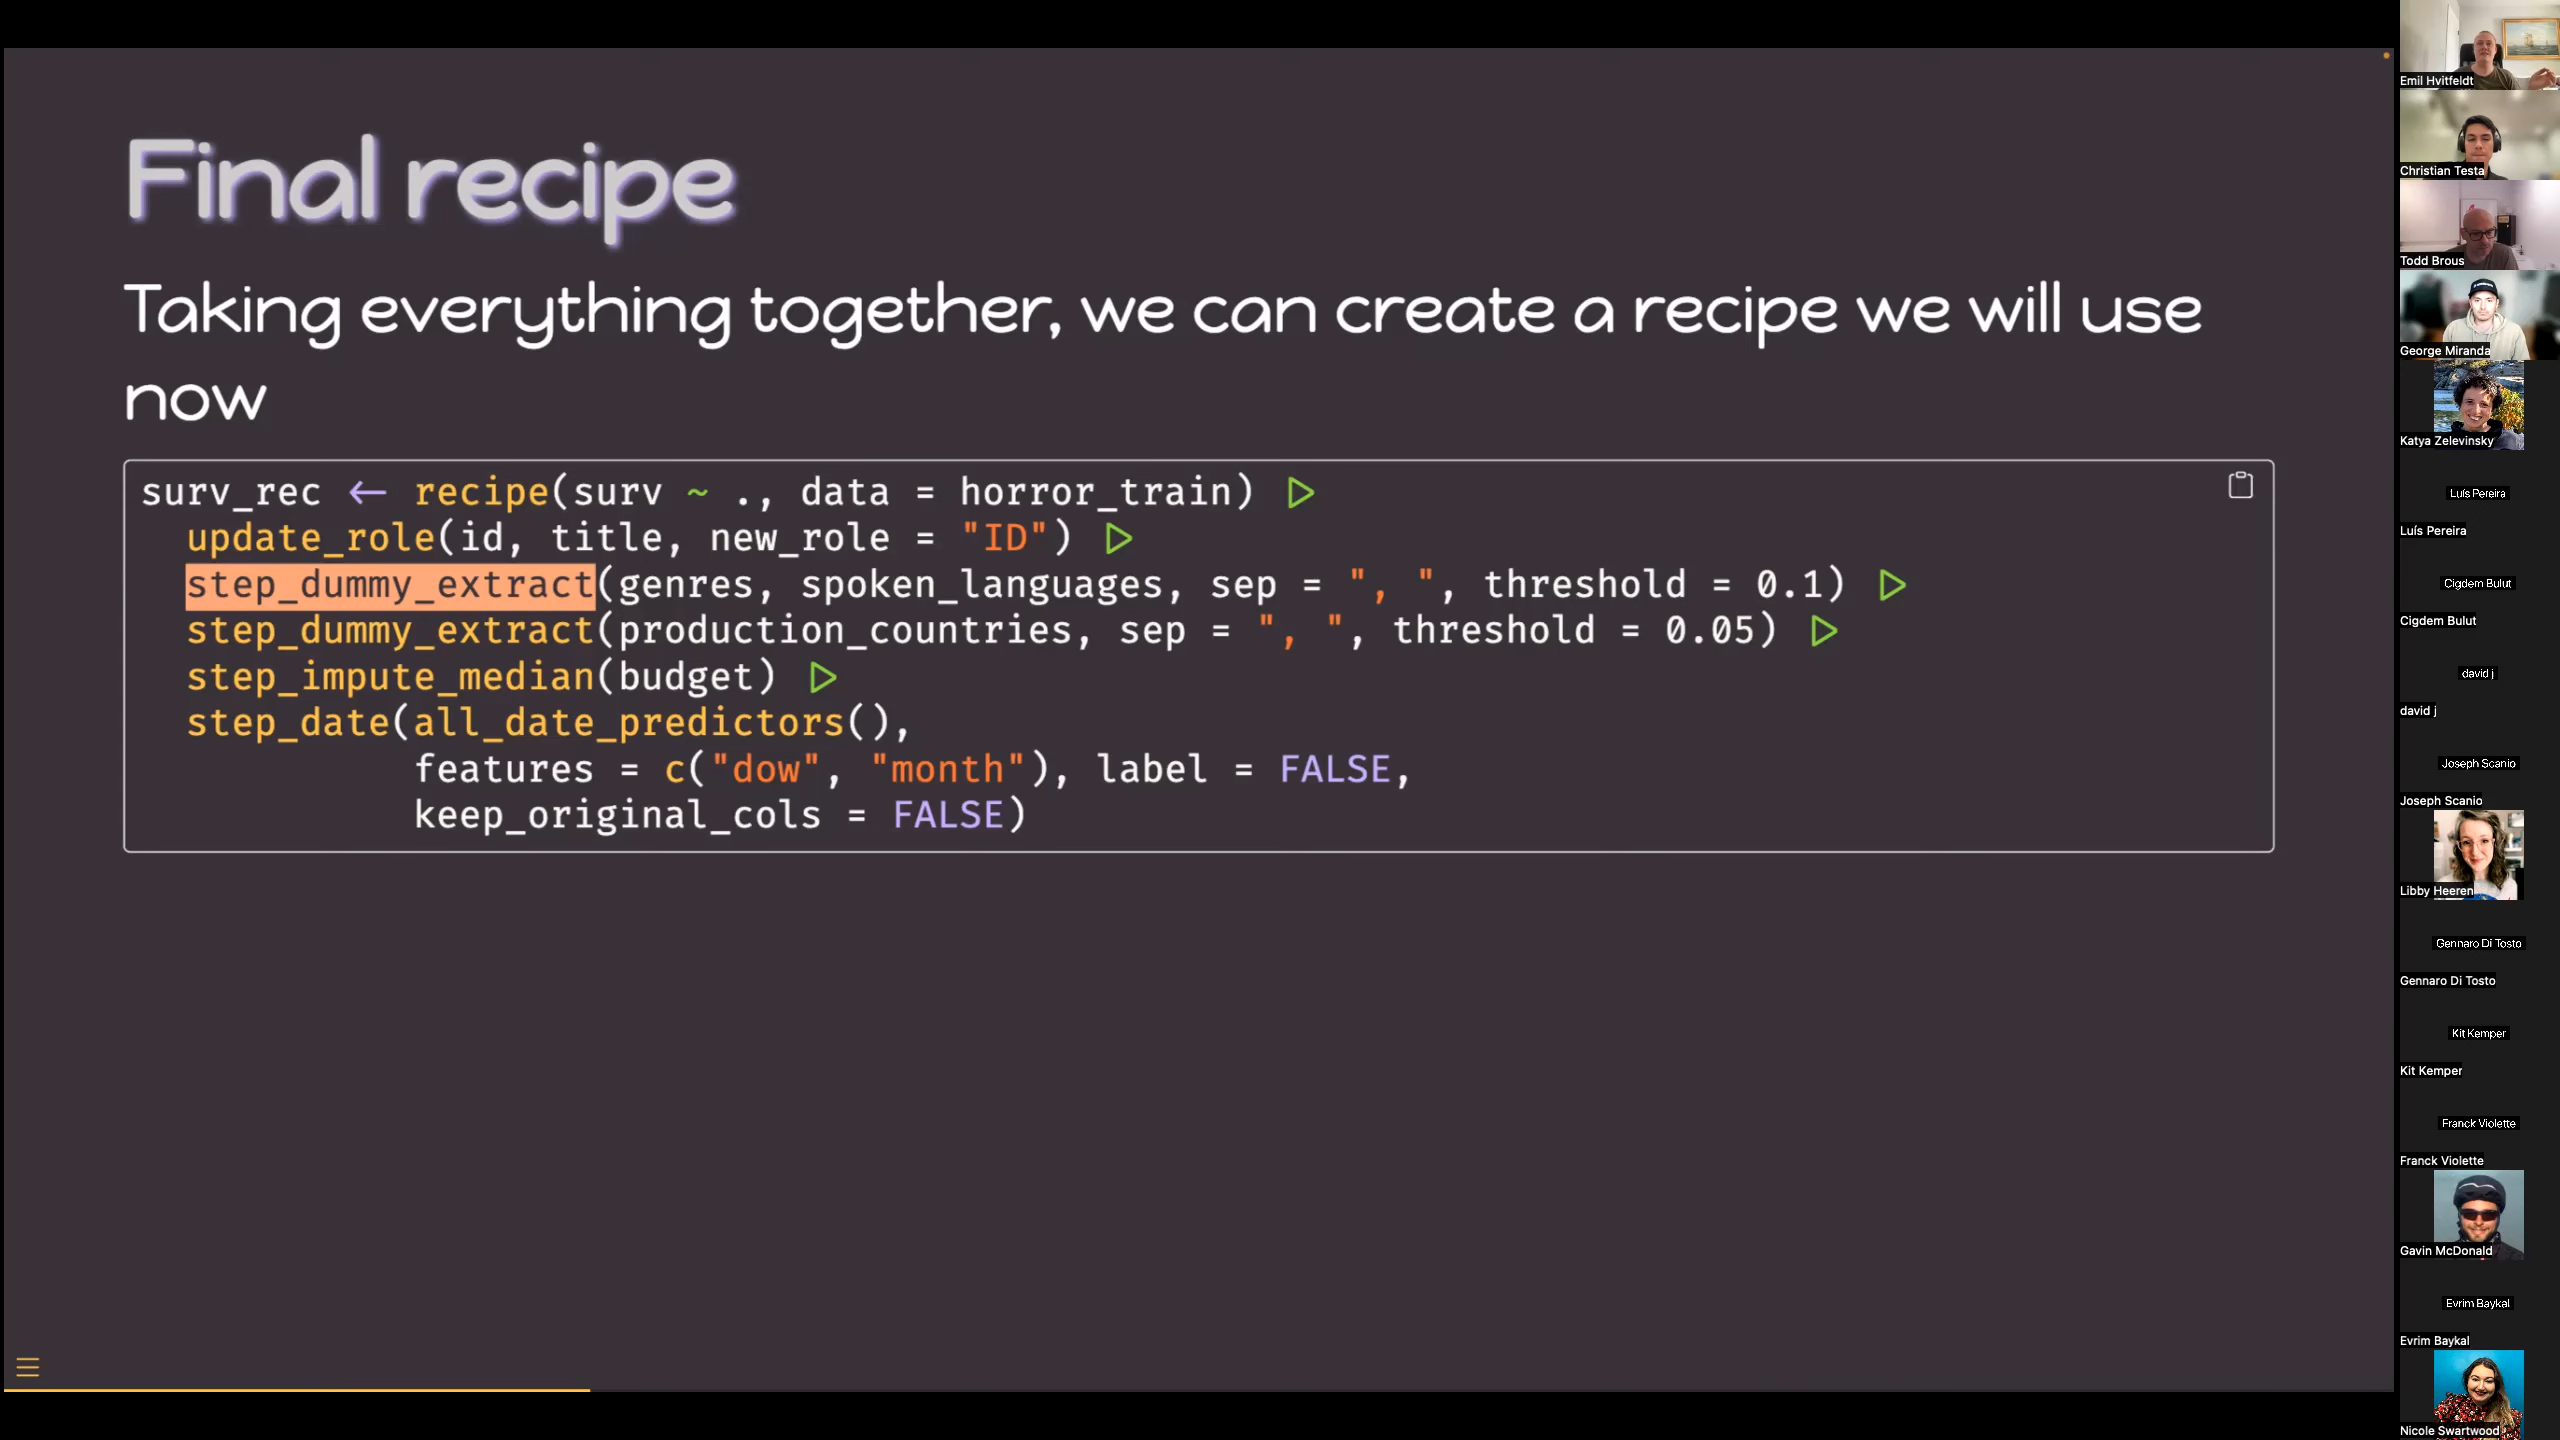 Final recipe
Taking everything together, we can create a recipe we will use
now
surv_rec <- recipe(surv ~ ., data = horror_train) |>
  update_role(id, title, new_role = "ID") |>
  step_dummy_extract(genres, spoken_languages, sep = ", ", threshold = 0.1) |>
  step_dummy_extract(production_countries, sep = ", ", threshold = 0.05) |>
  step_impute_median(budget) |>
  step_date(all_date_predictors(),
            features = c("dow", "month"), label = FALSE,
            keep_original_cols = FALSE)
Emil Hvitfeldt
Christian Testa
Todd Brous
George Miranda
Katya Zelevinsky
Luís Pereira
Luís Pereira
Cigdem Bulut
Cigdem Bulut
david j
david j
Joseph Scanio
Joseph Scanio
Libby Heeren
Gennaro Di Tosto
Gennaro Di Tosto
Kit Kemper
Kit Kemper
Franck Violette
Franck Violette
Gavin McDonald
Evrim Baykal
Evrim Baykal
Nicole Swartwood